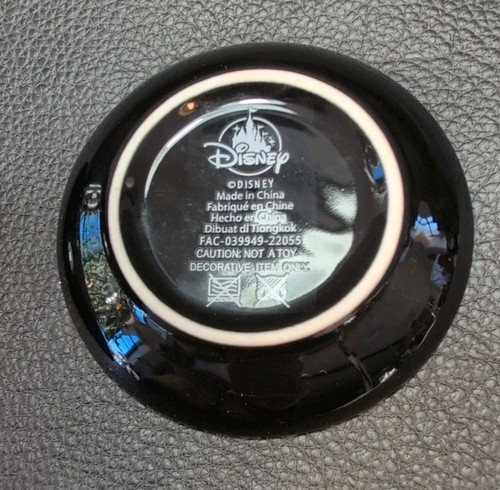 Disney
©DISNEY
Made in China
Fabriqué en Chine
Hecho en China
Dibuat di Tiongkok
FAC-039949-22055
CAUTION: NOT A TOY.
DECORATIVE ITEM ONLY.
MICROWAVE